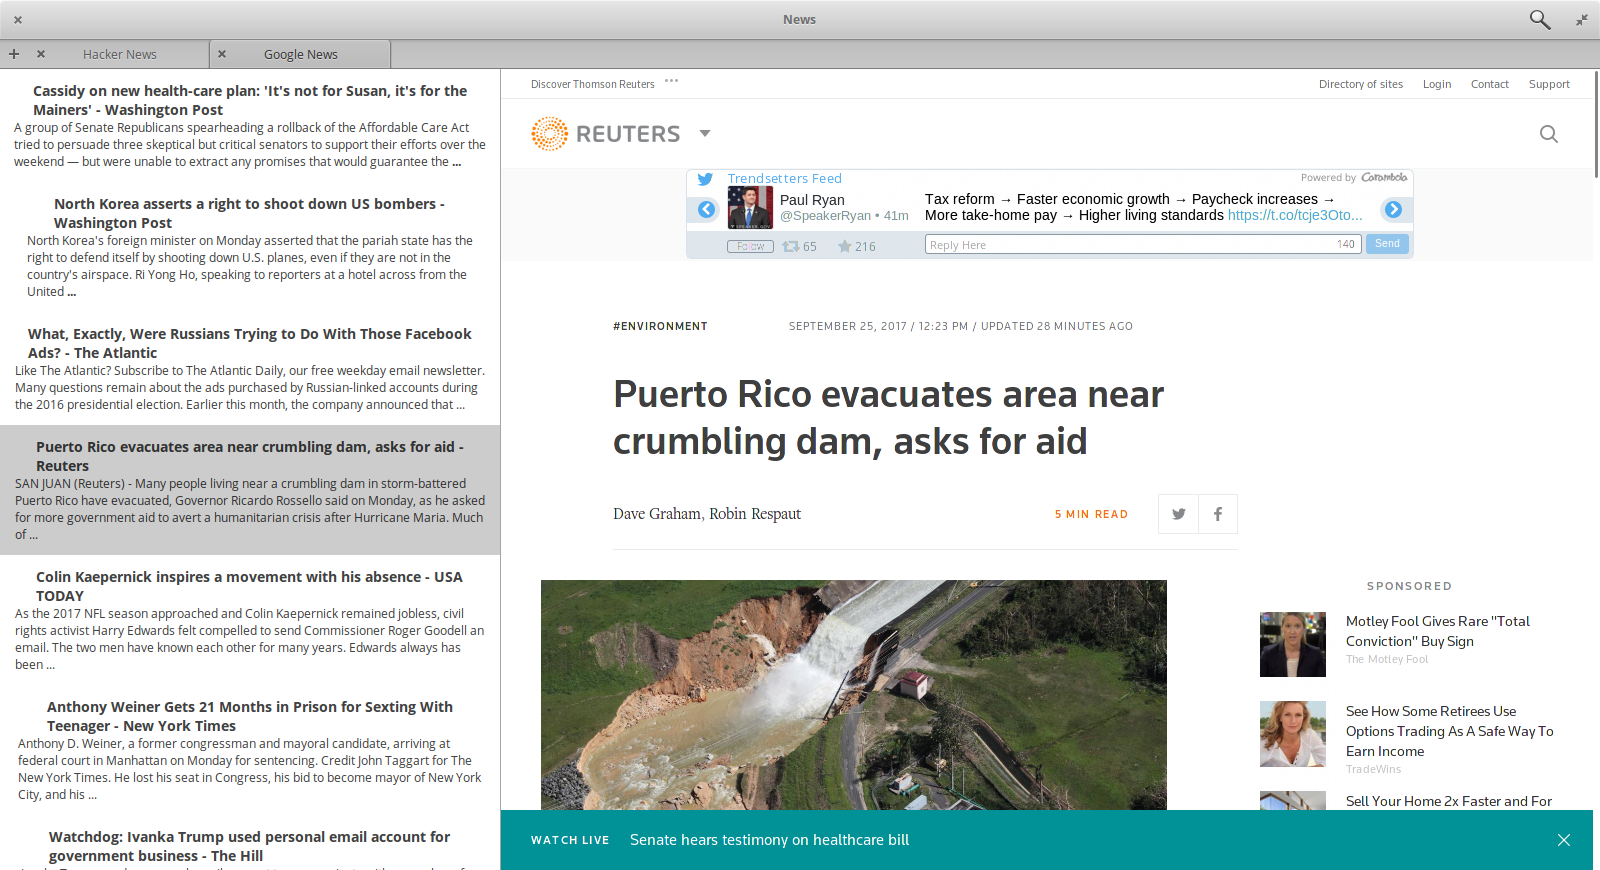 News
Hacker News
Google News
Cassidy on new health-care plan: 'It's not for Susan, it's for the
Mainers' - Washington Post
A group of Senate Republicans spearheading a rollback of the Affordable Care Act
tried to persuade three skeptical but critical senators to support their efforts over the
weekend — but were unable to extract any promises that would guarantee the ...
North Korea asserts a right to shoot down US bombers -
Washington Post
North Korea's foreign minister on Monday asserted that the pariah state has the
right to defend itself by shooting down U.S. planes, even if they are not in the
country's airspace. Ri Yong Ho, speaking to reporters at a hotel across from the
United ...
What, Exactly, Were Russians Trying to Do With Those Facebook
Ads? - The Atlantic
Like The Atlantic? Subscribe to The Atlantic Daily, our free weekday email newsletter.
Many questions remain about the ads purchased by Russian-linked accounts during
the 2016 presidential election. Earlier this month, the company announced that ...
Puerto Rico evacuates area near crumbling dam, asks for aid -
Reuters
SAN JUAN (Reuters) - Many people living near a crumbling dam in storm-battered
Puerto Rico have evacuated, Governor Ricardo Rossello said on Monday, as he asked
for more government aid to avert a humanitarian crisis after Hurricane Maria. Much
of ...
Colin Kaepernick inspires a movement with his absence - USA
TODAY
As the 2017 NFL season approached and Colin Kaepernick remained jobless, civil
rights activist Harry Edwards felt compelled to send Commissioner Roger Goodell an
email. The two men have known each other for many years. Edwards always has
been ...
Anthony Weiner Gets 21 Months in Prison for Sexting With
Teenager - New York Times
Anthony D. Weiner, a former congressman and mayoral candidate, arriving at
federal court in Manhattan on Monday for sentencing. Credit John Taggart for The
New York Times. He lost his seat in Congress, his bid to become mayor of New York
City, and his ...
Watchdog: Ivanka Trump used personal email account for
government business - The Hill
Discover Thomson Reuters
Directory of sites
Login
Contact
Support
REUTERS
Trendsetters Feed
Powered by Carambola
Paul Ryan
@SpeakerRyan • 41m
Tax reform → Faster economic growth → Paycheck increases →
More take-home pay → Higher living standards https://t.co/tcje3Oto...
Follow
65
216
Reply Here
140
Send
#ENVIRONMENT
SEPTEMBER 25, 2017 / 12:23 PM / UPDATED 28 MINUTES AGO
Puerto Rico evacuates area near
crumbling dam, asks for aid
Dave Graham, Robin Respaut
5 MIN READ
SPONSORED
Motley Fool Gives Rare "Total
Conviction" Buy Sign
The Motley Fool
See How Some Retirees Use
Options Trading As A Safe Way To
Earn Income
TradeWins
Sell Your Home 2x Faster and For
WATCH LIVE
Senate hears testimony on healthcare bill